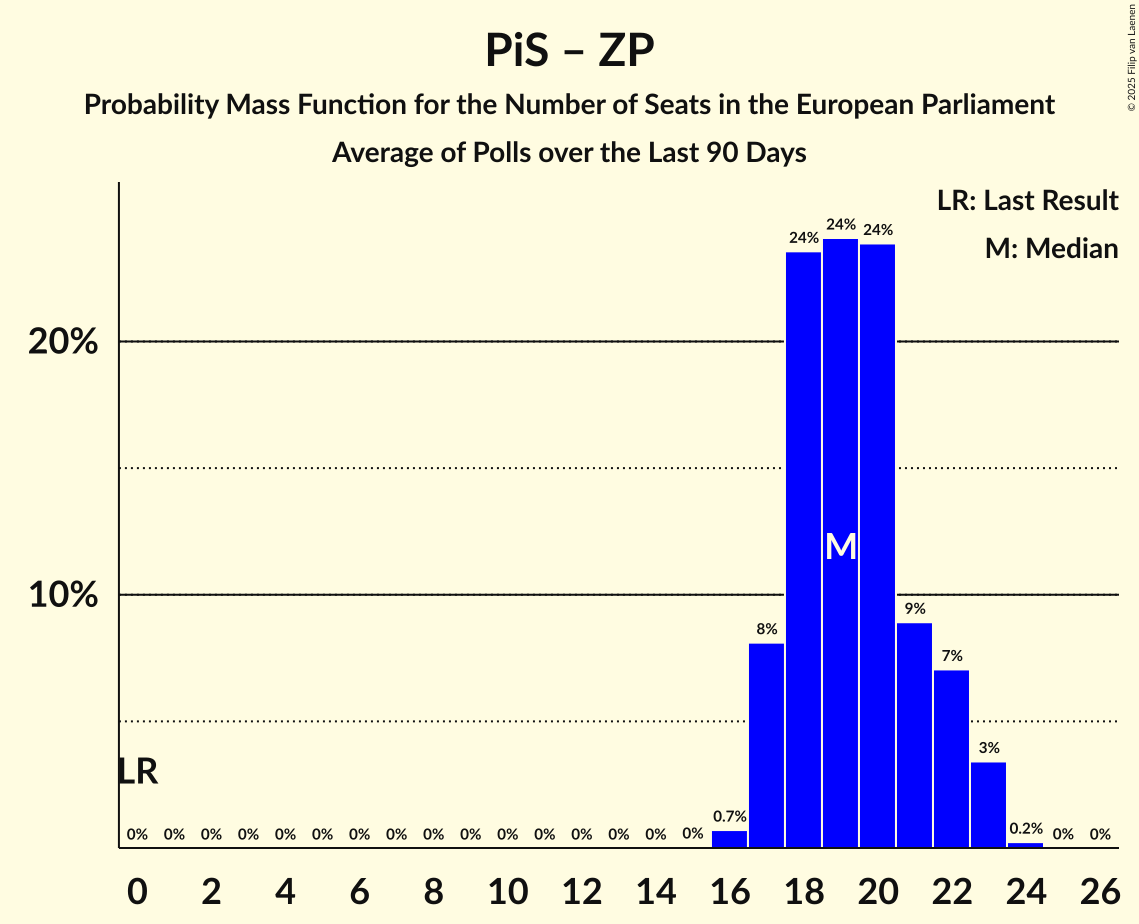 PiS – ZP
Probability Mass Function for the Number of Seats in the European Parliament
Average of Polls over the Last 90 Days
© 2025 Filip van Laenen
LR: Last Result
M: Median
24% 24% 24%
20%
M
10%
9%
8%
7%
3%
LR
0% 0% 0% 0% 0% 0% 0% 0% 0% 0% 0% 0% 0% 0% 0% 0% 0.7% 0.2% 0% 0%
0 2 4 6 8 10 12 14 16 18 20 22 24 26